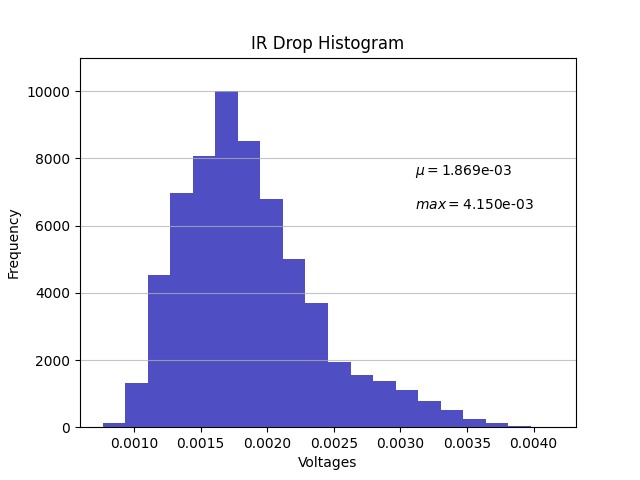 IR Drop Histogram
10000
8000
6000
4000
2000
0
Frequency
μ = 1.869e-03
max = 4.150e-03
0.0010 0.0015 0.0020 0.0025 0.0030 0.0035 0.0040
Voltages